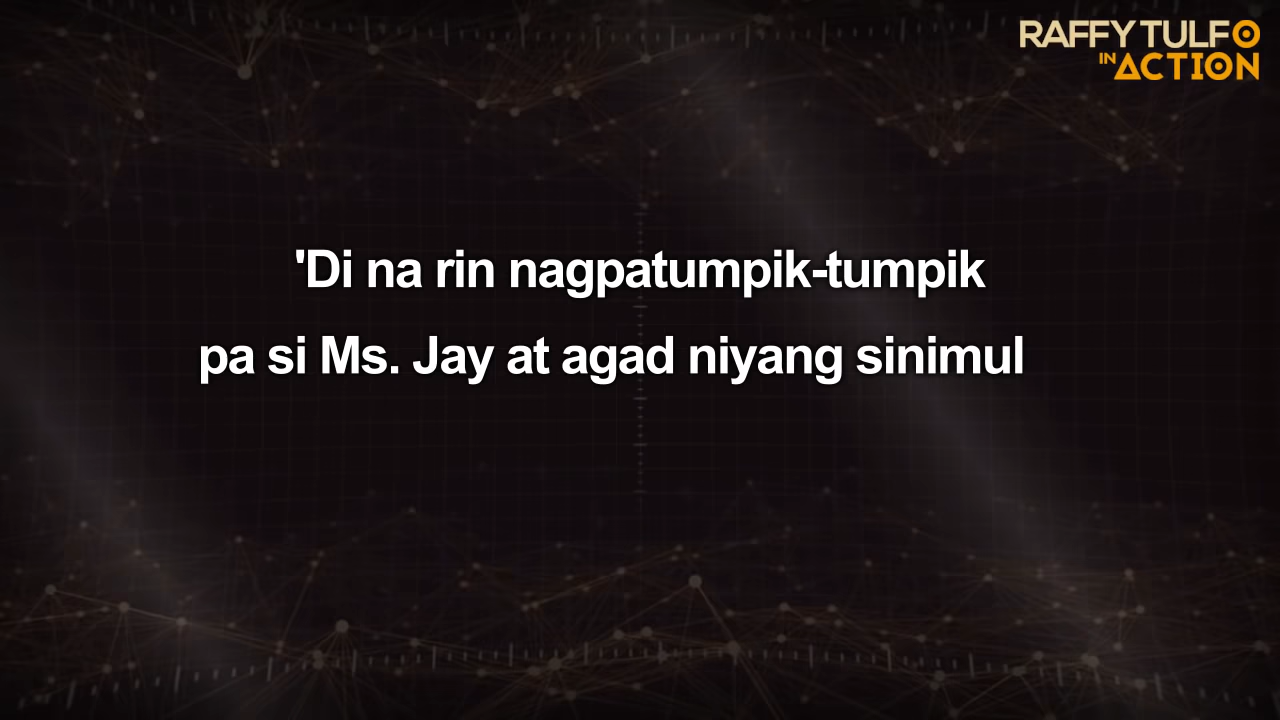 RAFFY TULFO
IN ACTION
'Di na rin nagpatumpik-tumpik
pa si Ms. Jay at agad niyang sinimul